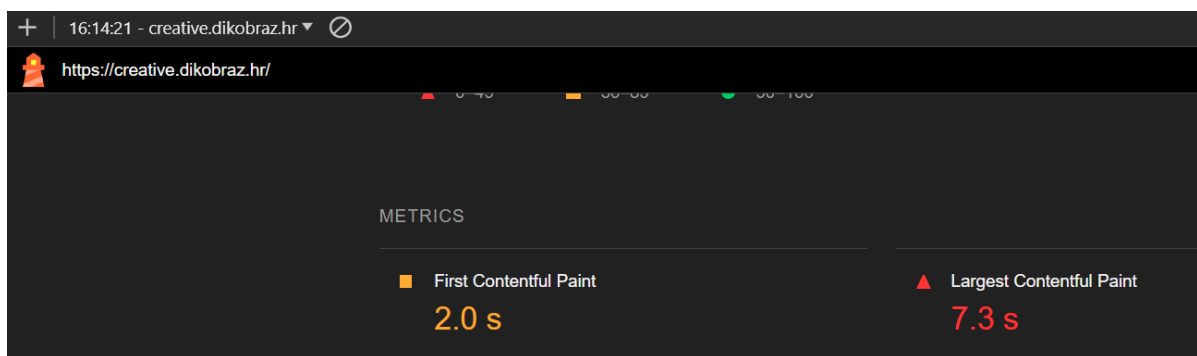 16:14:21 - creative.dikobraz.hr
https://creative.dikobraz.hr/
METRICS
First Contentful Paint
Largest Contentful Paint
2.0 s
7.3 s